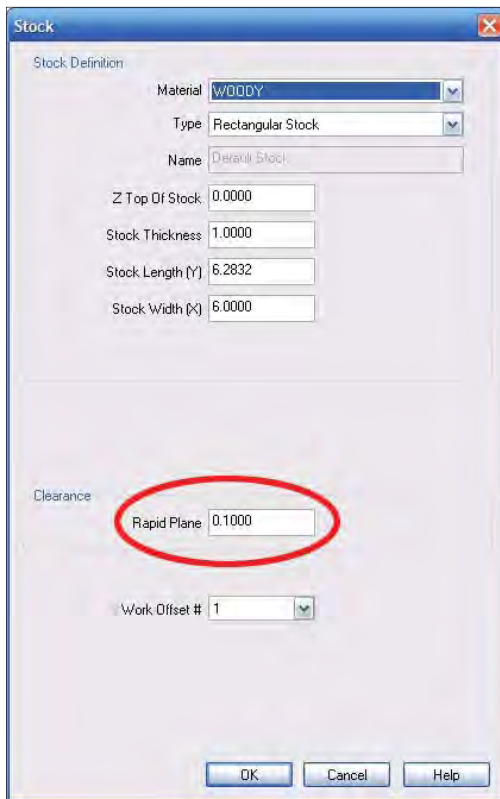 Stock
Stock Definition
Material WOODY
Type Rectangular Stock
Name Default Stock
Z Top Of Stock 0.0000
Stock Thickness 1.0000
Stock Length (Y) 6.2832
Stock Width (X) 6.0000
Clearance
Rapid Plane 0.1000
Work Offset # 1
OK Cancel Help